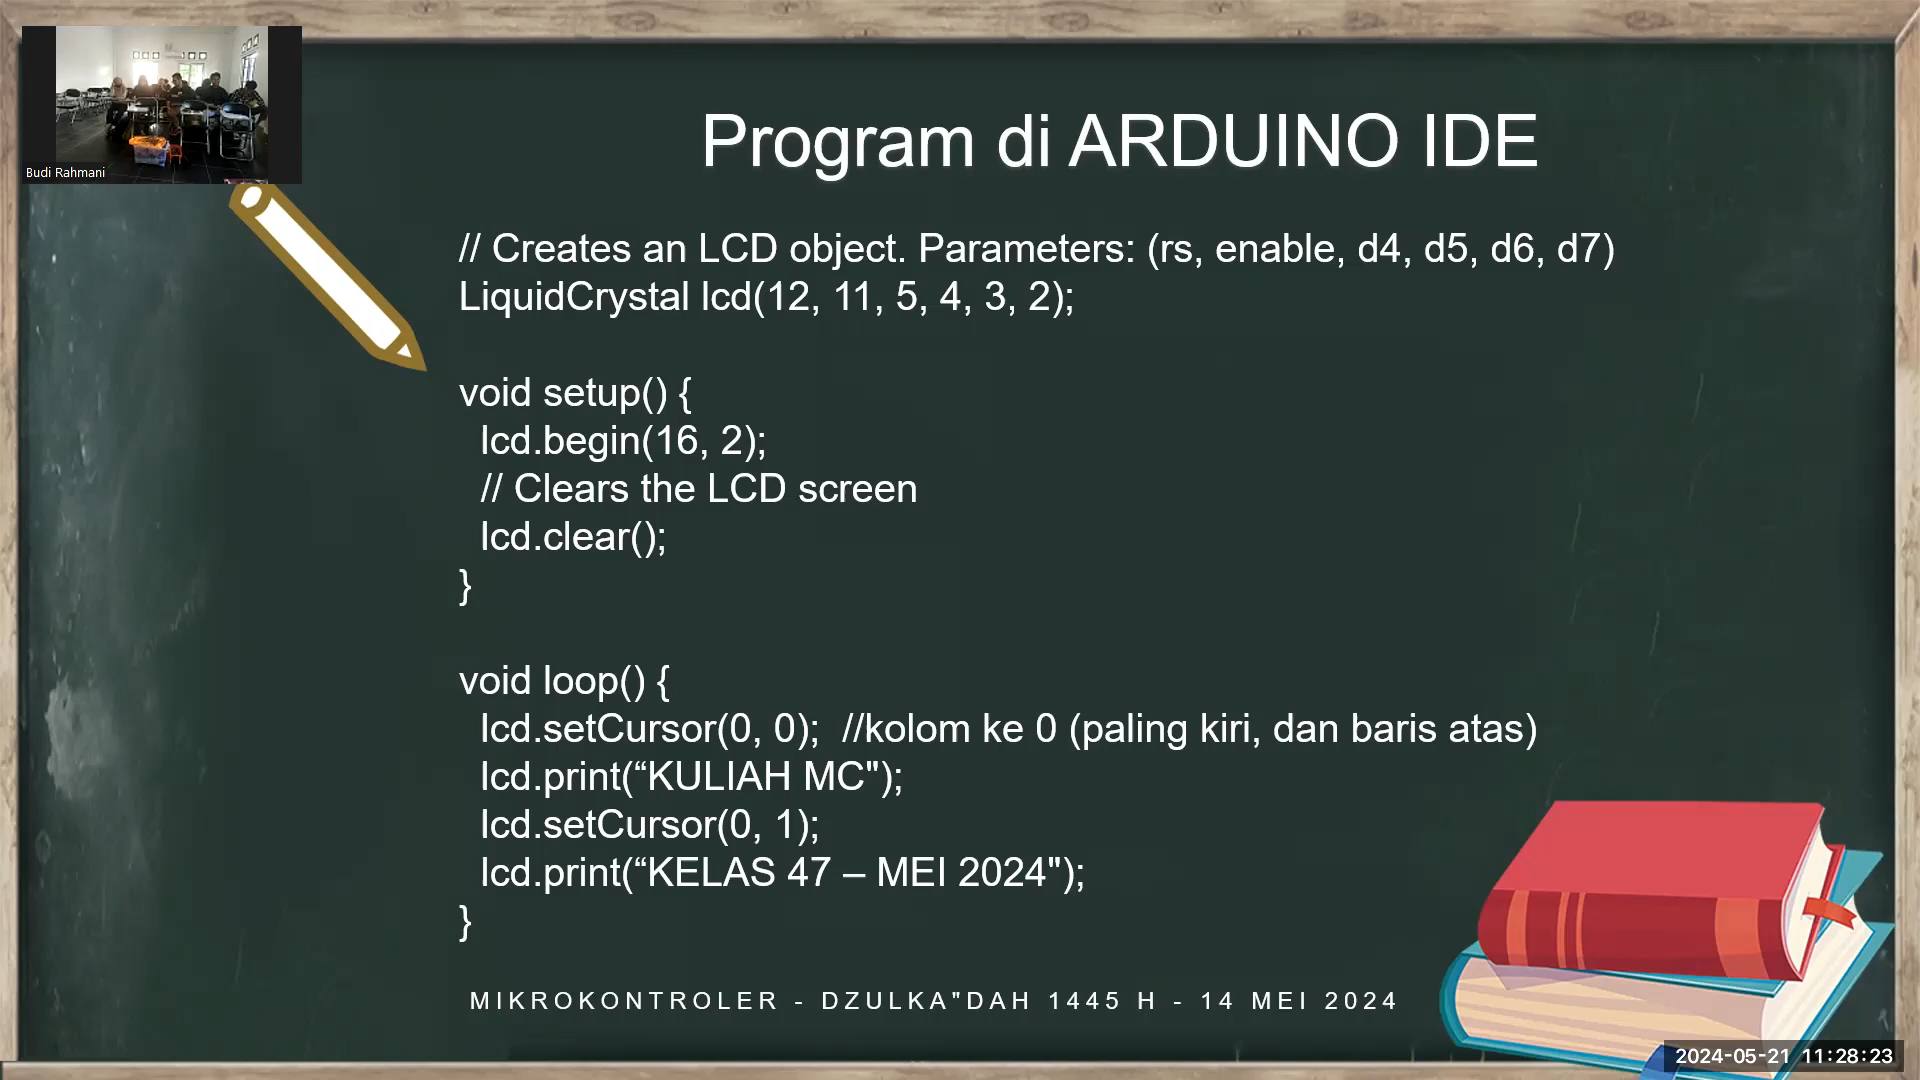 Budi Rahmani
Program di ARDUINO IDE
// Creates an LCD object. Parameters: (rs, enable, d4, d5, d6, d7)
LiquidCrystal lcd(12, 11, 5, 4, 3, 2);
void setup() {
lcd.begin(16, 2);
// Clears the LCD screen
lcd.clear();
}
void loop() {
lcd.setCursor(0, 0);  //kolom ke 0 (paling kiri, dan baris atas)
lcd.print(“KULIAH MC");
lcd.setCursor(0, 1);
lcd.print(“KELAS 47 – MEI 2024");
}
MIKROKONTROLER - DZULKA"DAH 1445 H - 14 MEI 2024
2024-05-21 11:28:23